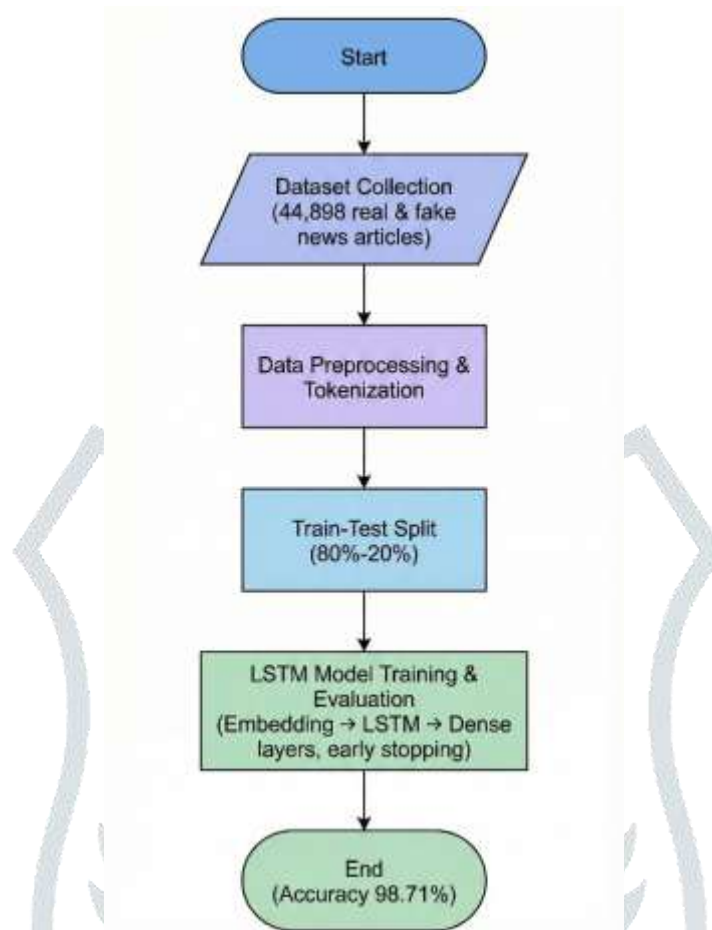 Start
Dataset Collection
(44,898 real & fake
news articles)
Data Preprocessing &
Tokenization
Train-Test Split
(80%-20%)
LSTM Model Training &
Evaluation
(Embedding → LSTM → Dense
layers, early stopping)
End
(Accuracy 98.71%)